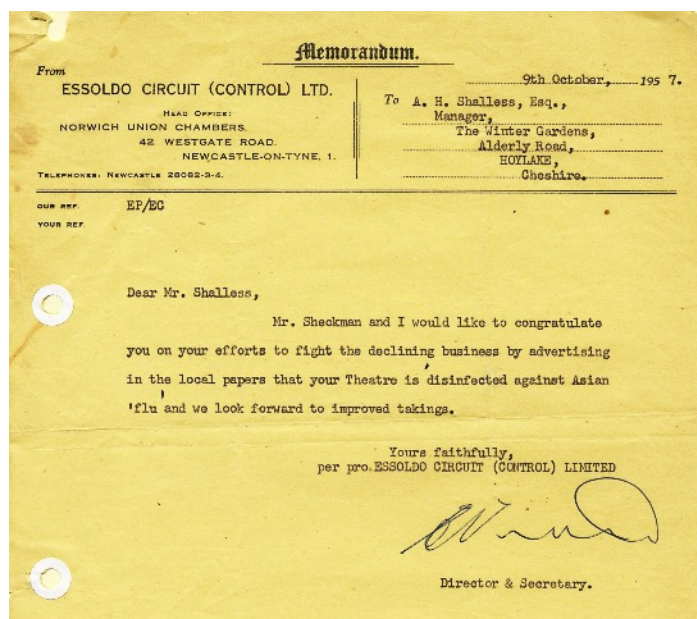 Memorandum.
From
ESSOLDO CIRCUIT (CONTROL) LTD.
HEAD OFFICE:
NORWICH UNION CHAMBERS.
42 WESTGATE ROAD.
NEWCASTLE-ON-TYNE, 1.
TELEPHONES: NEWCASTLE 28082-3-4.
9th October, 1957.
To A. H. Shalless, Esq.,
Manager,
The Winter Gardens,
Alderly Road,
HOYLAKE,
Cheshire.
OUR REF. EP/EC
YOUR REF.
Dear Mr. Shalless,
Mr. Sheckman and I would like to congratulate
you on your efforts to fight the declining business by advertising
in the local papers that your Theatre is disinfected against Asian
'flu and we look forward to improved takings.
Yours faithfully,
per pro. ESSOLDO CIRCUIT (CONTROL) LIMITED
Director & Secretary.